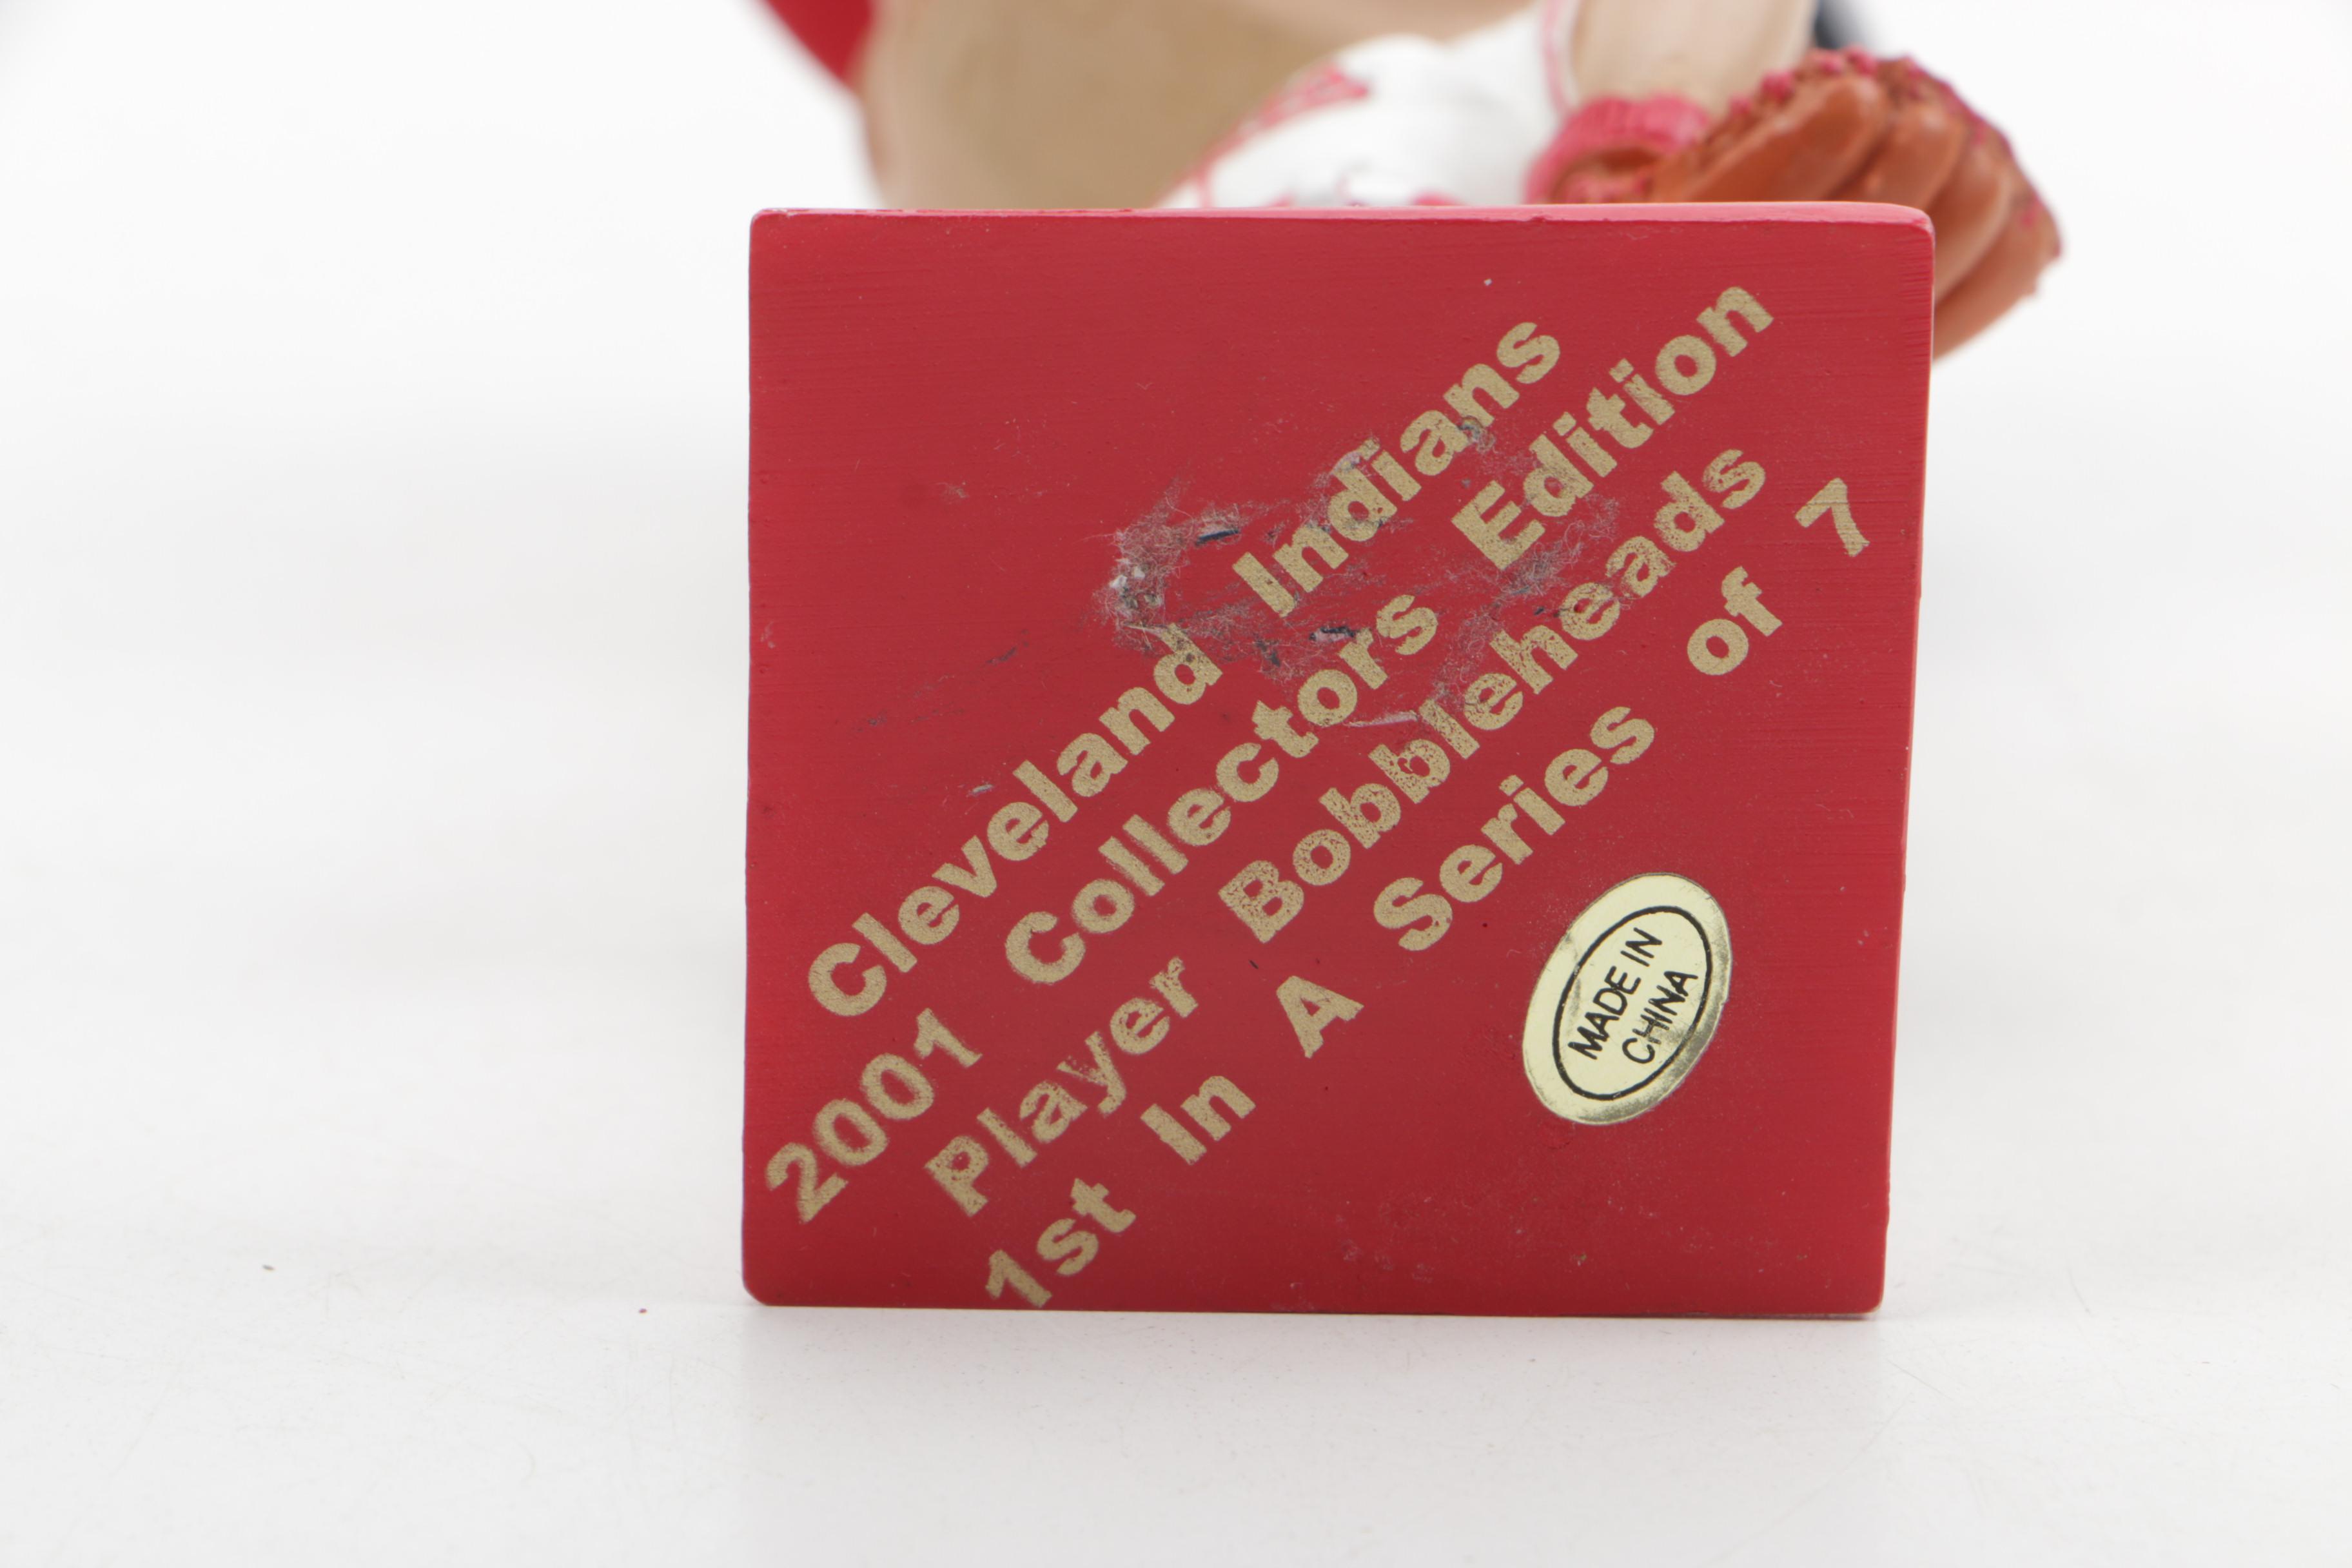 Cleveland Indians
2001 Collectors Edition
Player Bobbleheads
1st In A Series of 7
MADE IN
CHINA